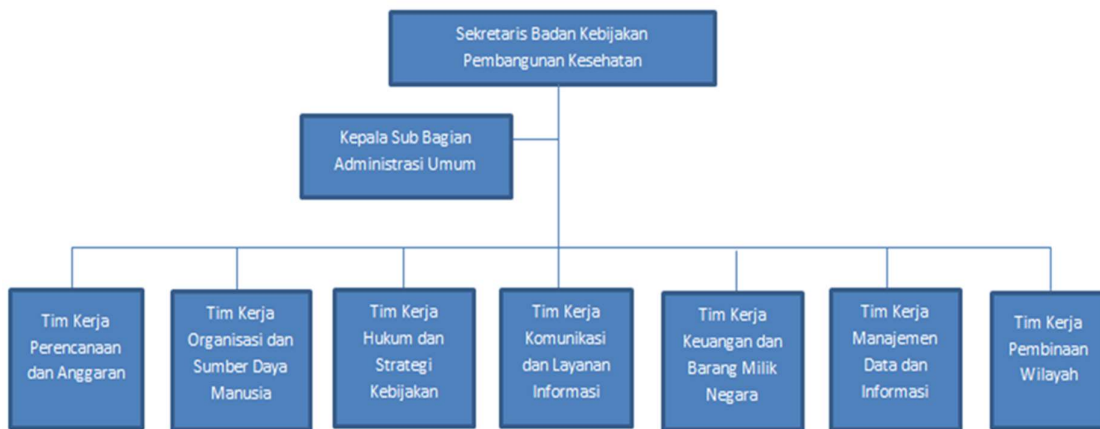 Sekretaris Badan Kebijakan
Pembangunan Kesehatan
Kepala Sub Bagian
Administrasi Umum
Tim Kerja
Perencanaan
dan Anggaran
Tim Kerja
Organisasi dan
Sumber Daya
Manusia
Tim Kerja
Hukum dan
Strategi
Kebijakan
Tim Kerja
Komunikasi
dan Layanan
Informasi
Tim Kerja
Keuangan dan
Barang Milik
Negara
Tim Kerja
Manajemen
Data dan
Informasi
Tim Kerja
Pembinaan
Wilayah